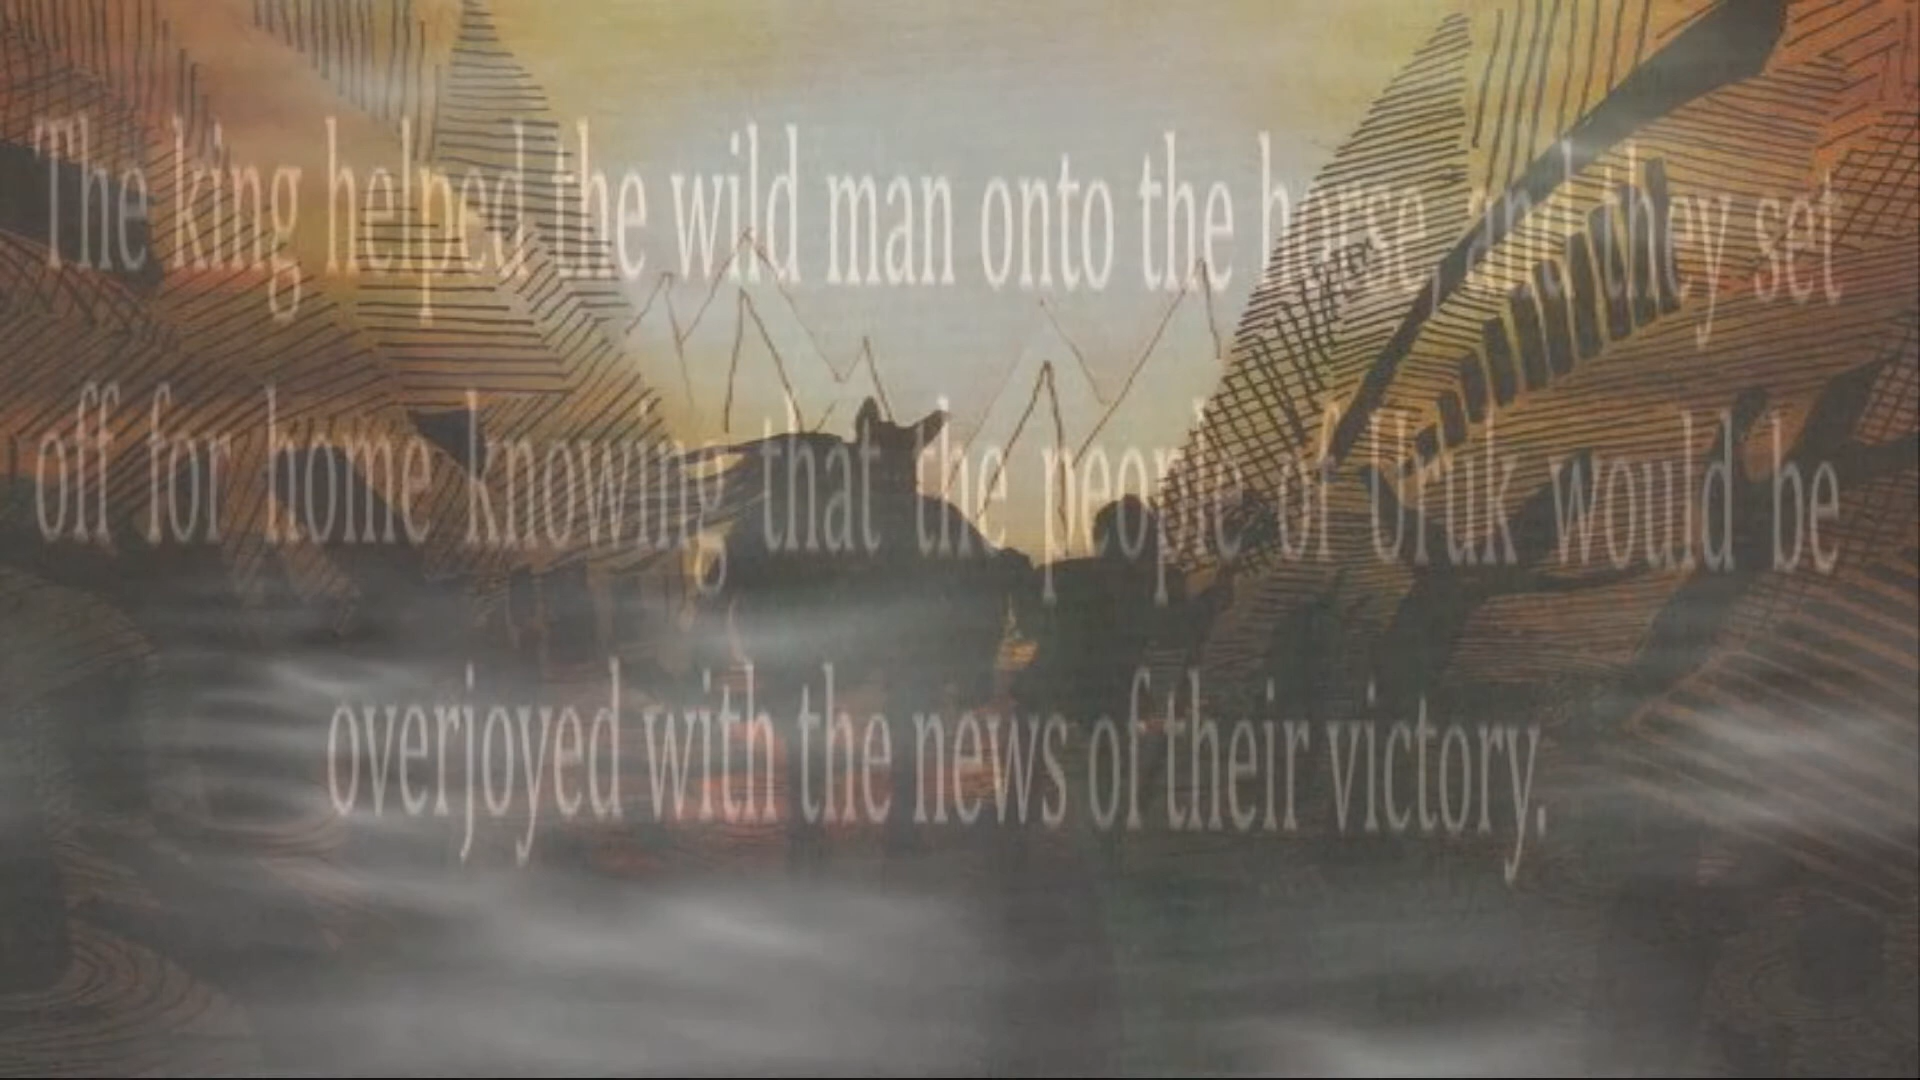 The king helped the wild man onto the horse, and they set
off for home knowing that the people of Uruk would be
overjoyed with the news of their victory.